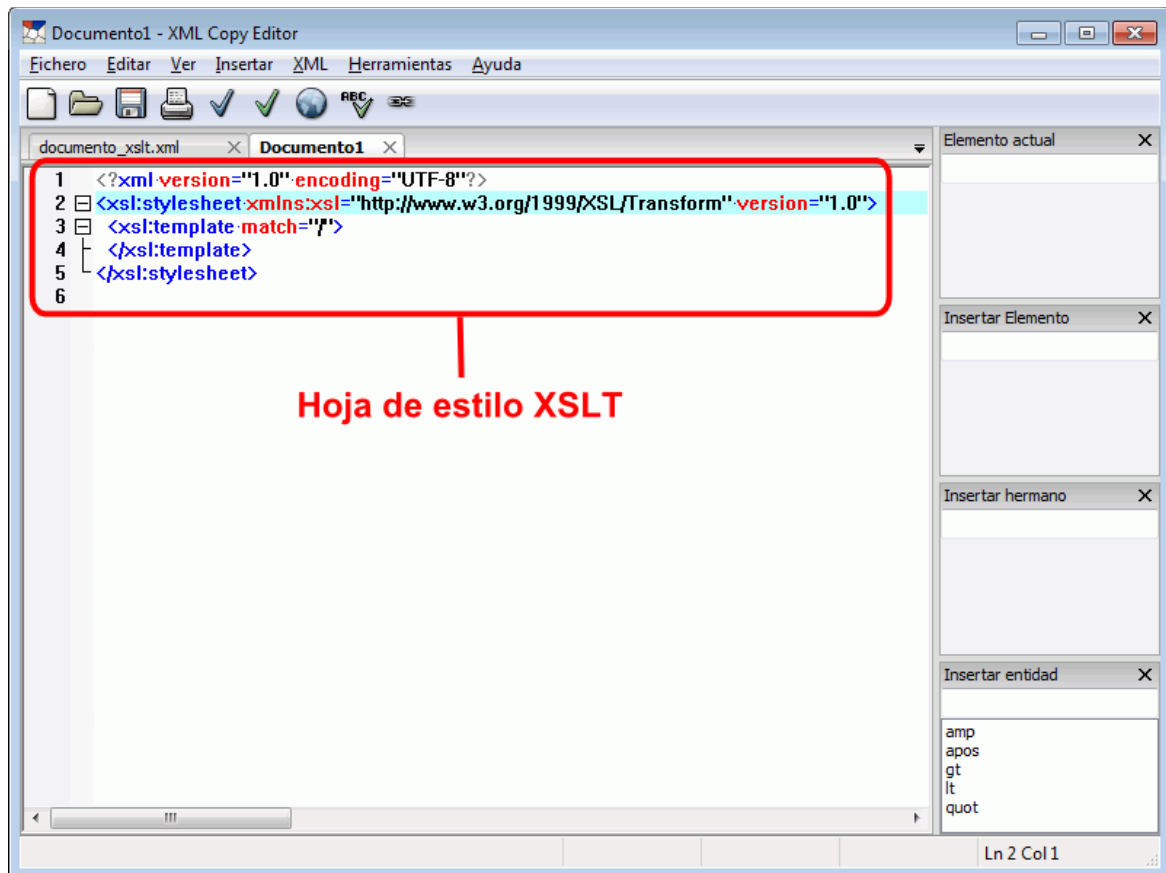 Documento1 - XML Copy Editor
Fichero Editar Ver Insertar XML Herramientas Ayuda
ABC
documento_xslt.xml Documento1
1 <?xml version="1.0" encoding="UTF-8"?>
2 <xsl:stylesheet xmlns:xsl="http://www.w3.org/1999/XSL/Transform" version="1.0">
3 <xsl:template match="/">
4 </xsl:template>
5 </xsl:stylesheet>
6
Hoja de estilo XSLT
Elemento actual
Insertar Elemento
Insertar hermano
Insertar entidad
amp
apos
gt
lt
quot
Ln 2 Col 1